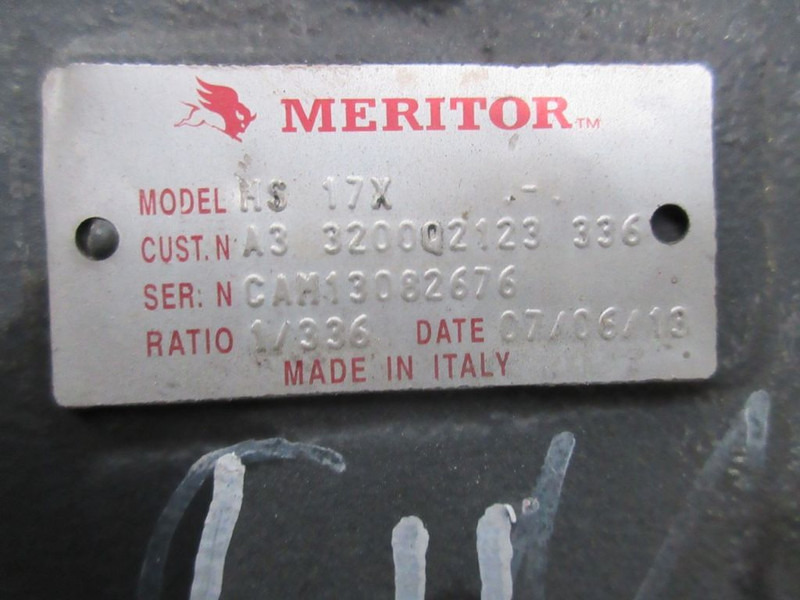 MERITOR™
MODEL HS 17X -
CUST. N A3 3200Q2123 336
SER: N CAM13082676
RATIO 1/336 DATE 07/06/13
MADE IN ITALY